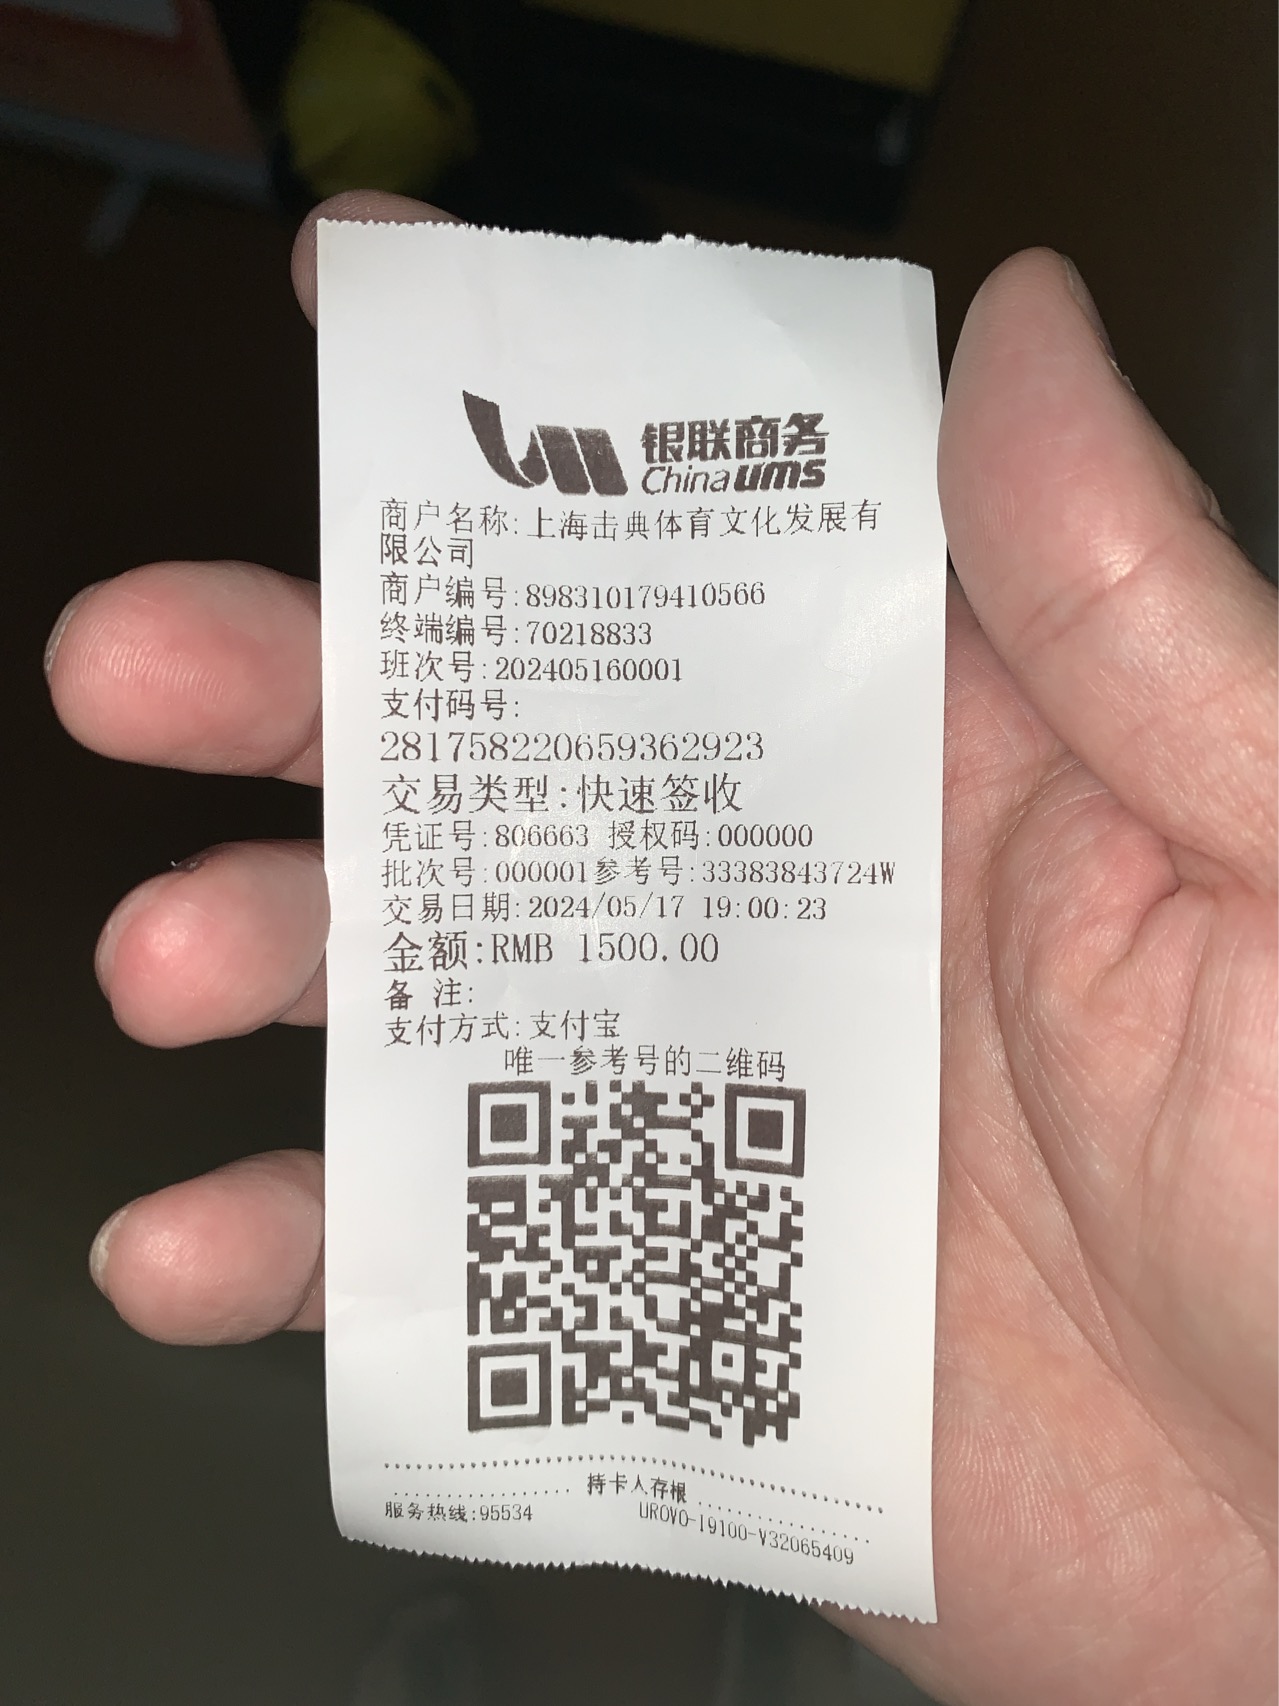 银联商务
China ums
商户名称:上海击典体育文化发展有
限公司
商户编号:898310179410566
终端编号:70218833
班次号:202405160001
支付码号:
281758220659362923
交易类型:快速签收
凭证号:806663 授权码:000000
批次号:000001参考号:33383843724W
交易日期:2024/05/17 19:00:23
金额:RMB 1500.00
备 注:
支付方式:支付宝
唯一参考号的二维码
持卡人存根
服务热线:95534 UROVO-I9100-V32065409